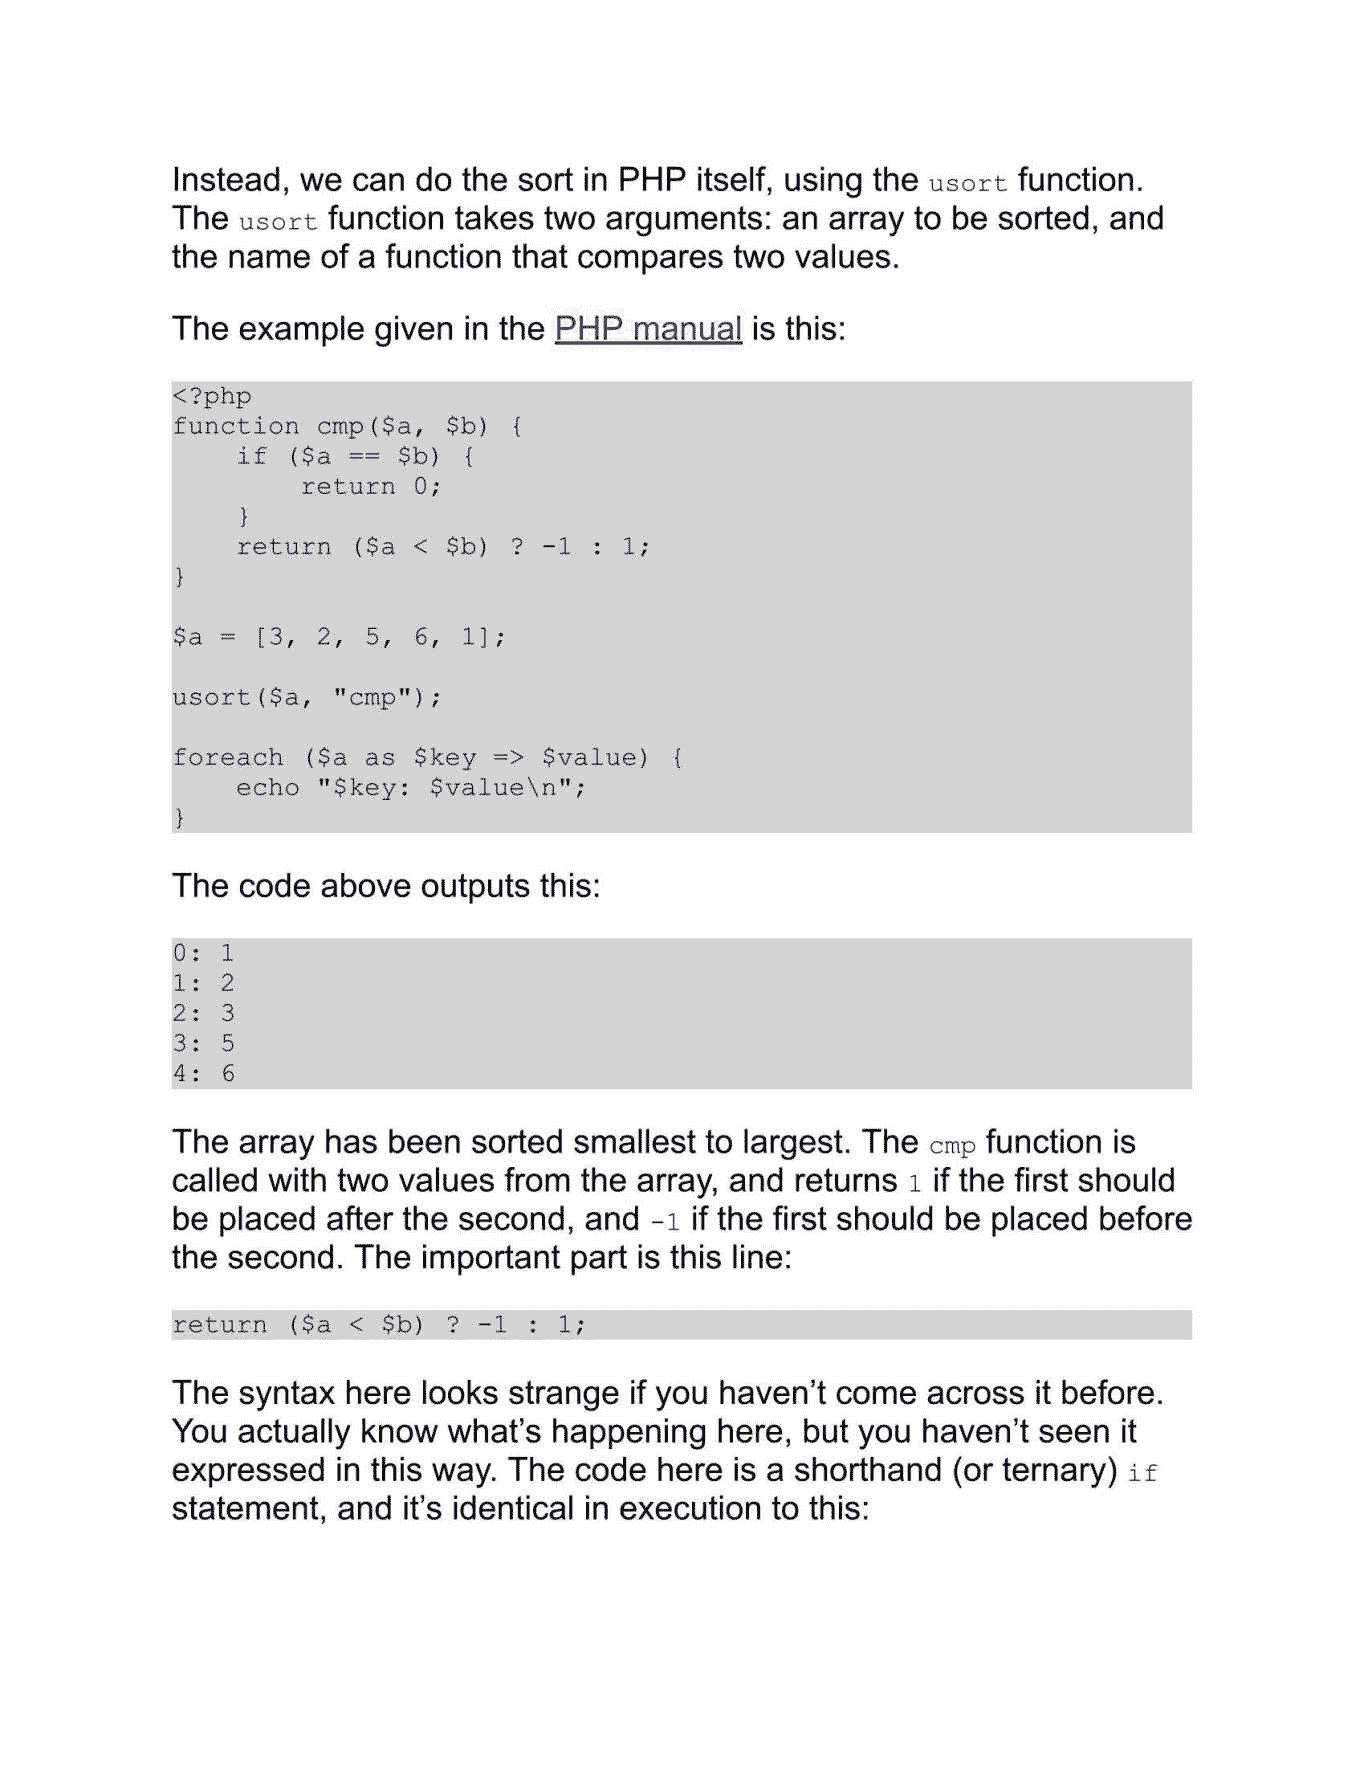 Instead, we can do the sort in PHP itself, using the usort function.
The usort function takes two arguments: an array to be sorted, and
the name of a function that compares two values.
The example given in the PHP manual is this:
<?php
function cmp($a, $b) {
    if ($a == $b) {
        return 0;
    }
    return ($a < $b) ? -1 : 1;
}
$a = [3, 2, 5, 6, 1];
usort($a, "cmp");
foreach ($a as $key => $value) {
    echo "$key: $value\n";
}
The code above outputs this:
0: 1
1: 2
2: 3
3: 5
4: 6
The array has been sorted smallest to largest. The cmp function is
called with two values from the array, and returns 1 if the first should
be placed after the second, and -1 if the first should be placed before
the second. The important part is this line:
return ($a < $b) ? -1 : 1;
The syntax here looks strange if you haven’t come across it before.
You actually know what’s happening here, but you haven’t seen it
expressed in this way. The code here is a shorthand (or ternary) if
statement, and it’s identical in execution to this: